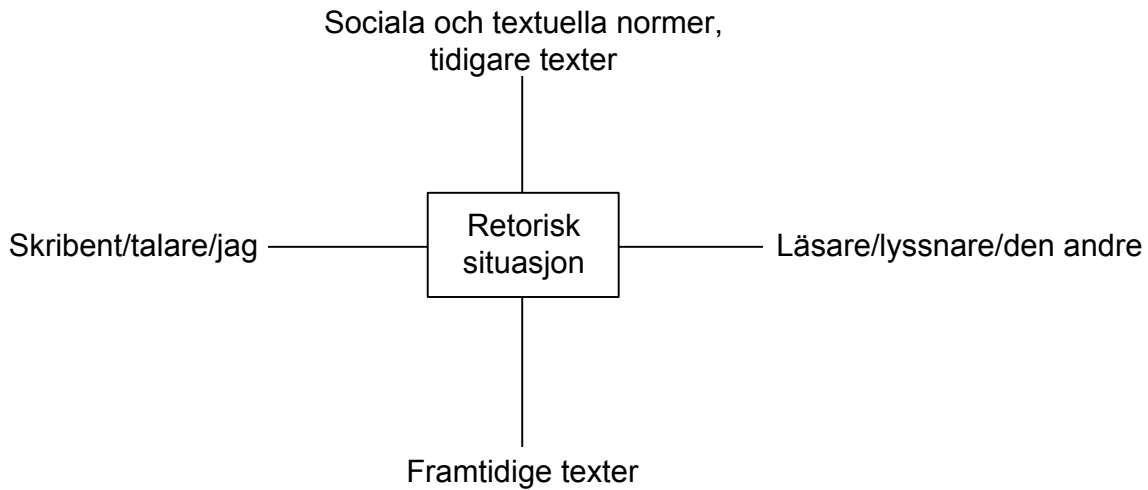 Sociala och textuella normer,
tidigare texter
Skribent/talare/jag
Retorisk
situasjon
Läsare/lyssnare/den andre
Framtidige texter